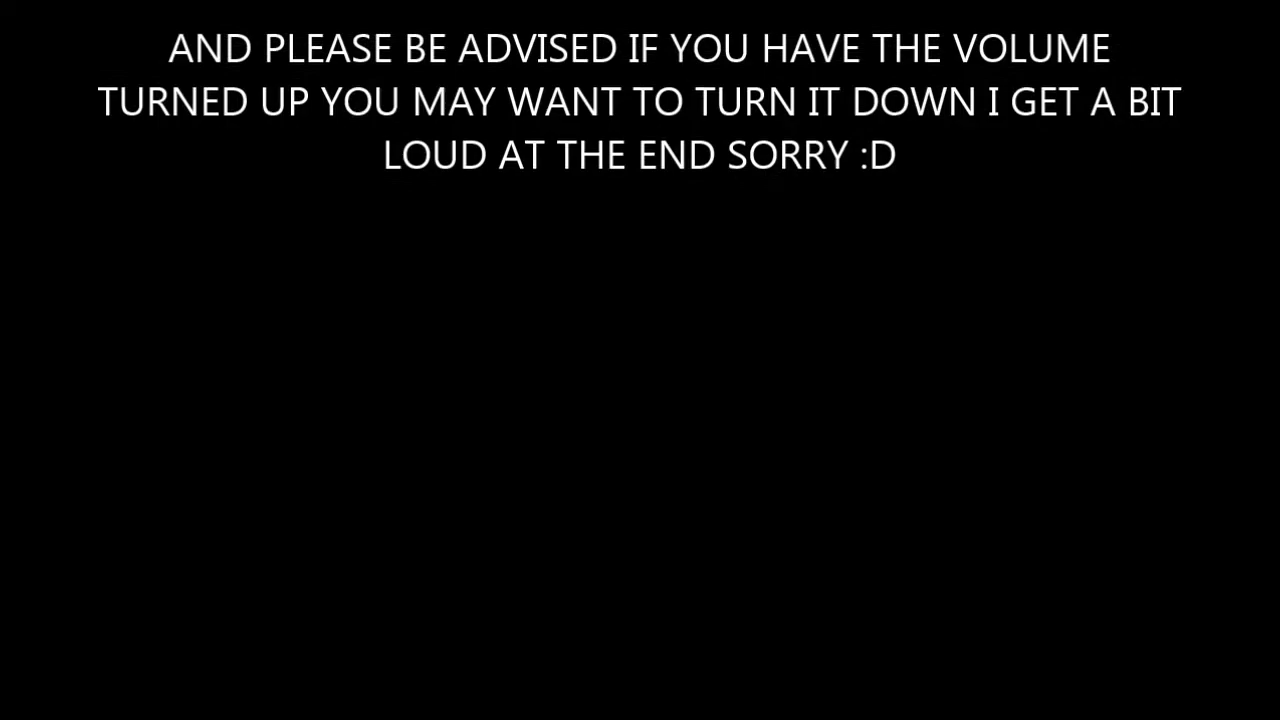 AND PLEASE BE ADVISED IF YOU HAVE THE VOLUME
TURNED UP YOU MAY WANT TO TURN IT DOWN I GET A BIT
LOUD AT THE END SORRY :D